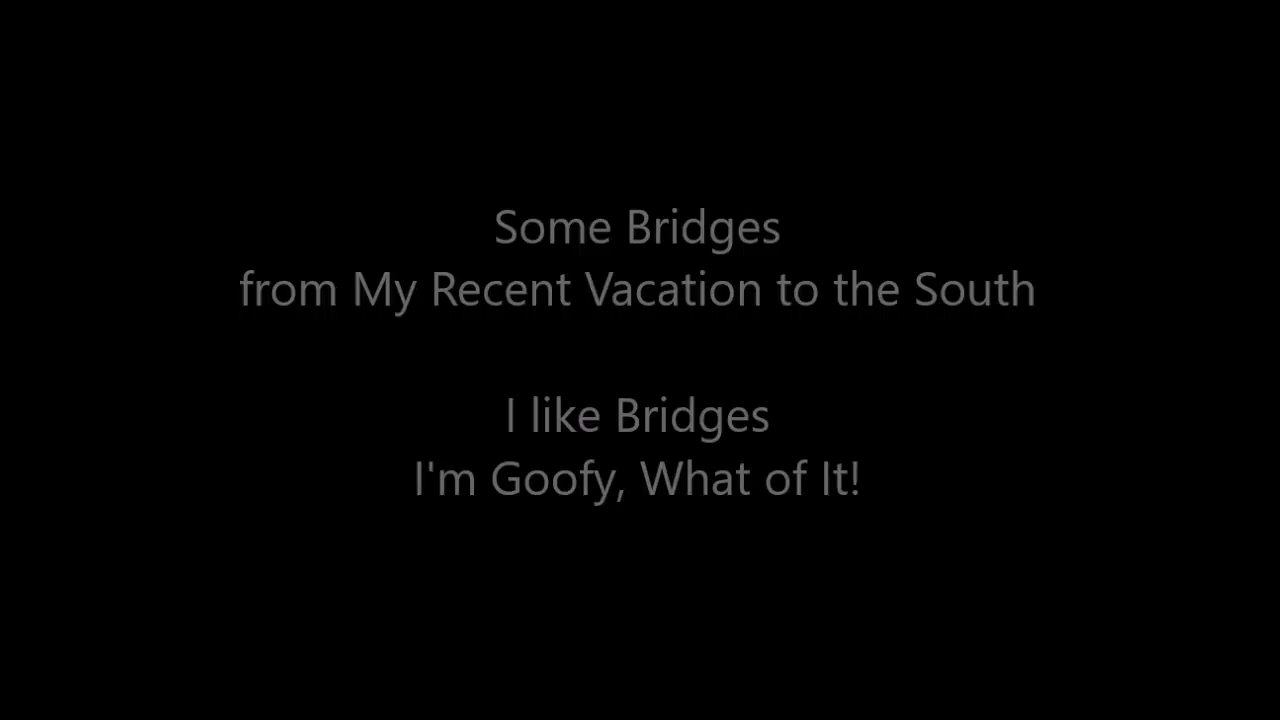 Some Bridges
from My Recent Vacation to the South
I like Bridges
I'm Goofy, What of It!